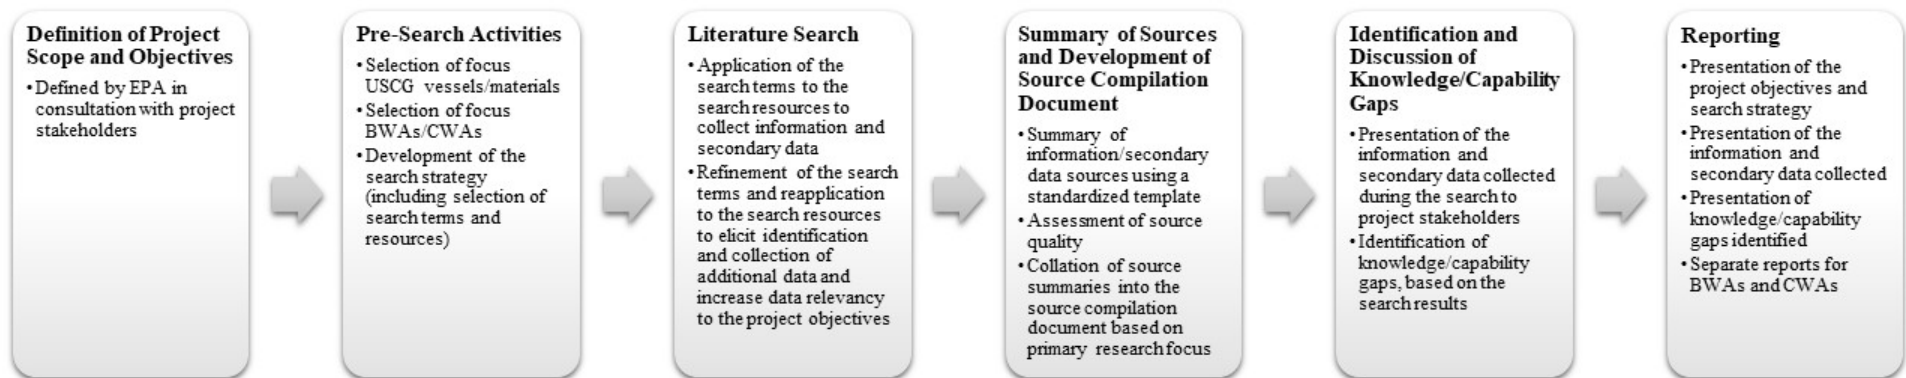 Definition of Project
Scope and Objectives
•Defined by EPA in
consultation with project
stakeholders
Pre-Search Activities
•Selection of focus
USCG vessels/materials
•Selection of focus
BWAs/CWAs
•Development of the
search strategy
(including selection of
search terms and
resources)
Literature Search
•Application of the
search terms to the
search resources to
collect information and
secondary data
•Refinement of the search
terms and reapplication
to the search resources
to elicit identification
and collection of
additional data and
increase data relevancy
to the project objectives
Summary of Sources
and Development of
Source Compilation
Document
•Summary of
information/secondary
data sources using a
standardized template
•Assessment of source
quality
•Collation of source
summaries into the
source compilation
document based on
primary research focus
Identification and
Discussion of
Knowledge/Capability
Gaps
•Presentation of the
information and
secondary data collected
during the search to
project stakeholders
•Identification of
knowledge/capability
gaps, based on the
search results
Reporting
•Presentation of the
project objectives and
search strategy
•Presentation of the
information and
secondary data collected
•Presentation of
knowledge/capability
gaps identified
•Separate reports for
BWAs and CWAs